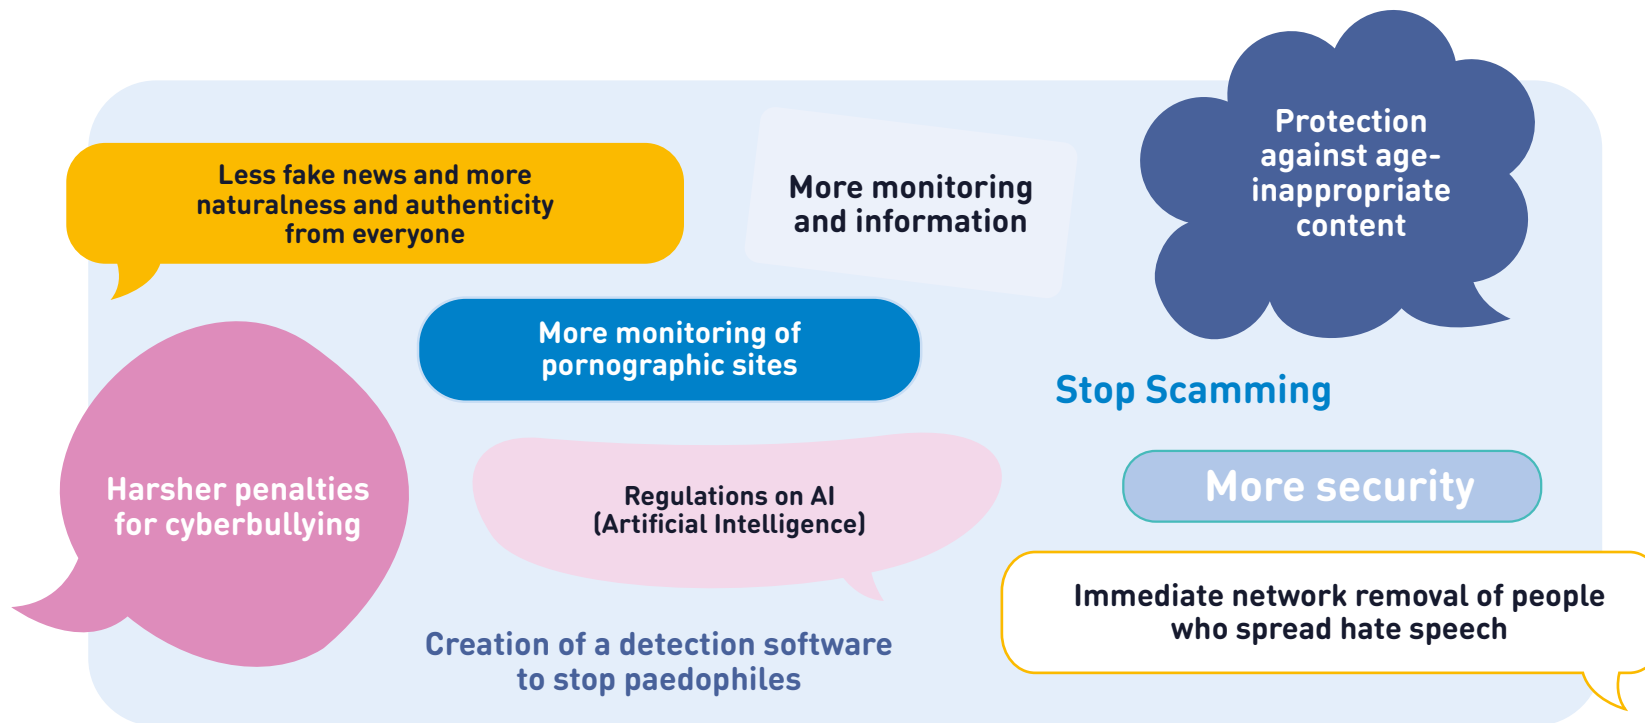 Less fake news and more
naturalness and authenticity
from everyone
More monitoring
and information
Protection
against age-
inappropriate
content
More monitoring of
pornographic sites
Stop Scamming
Harsher penalties
for cyberbullying
Regulations on AI
(Artificial Intelligence)
More security
Immediate network removal of people
who spread hate speech
Creation of a detection software
to stop paedophiles